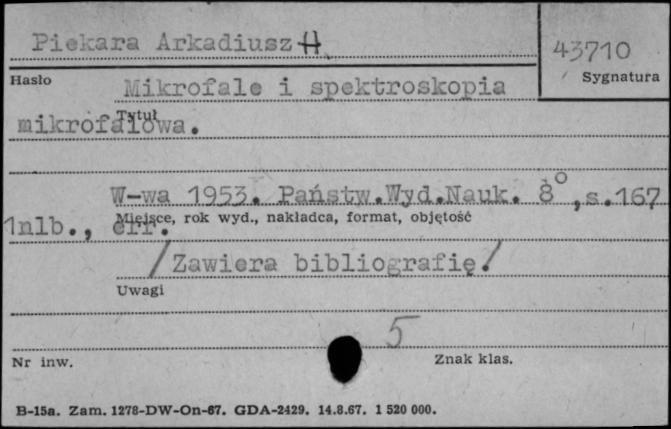 Piekara Arkadiusz H
43710
Hasło
Sygnatura
Mikrofale i spektroskopia
Tytuł
mikrofalowa.
W-wa 1953. Państw.Wyd.Nauk. 8°,s.167
Miejsce, rok wyd., nakładca, format, objętość
1nlb., err.
/Zawiera bibliografię/
Uwagi
5
Nr inw.
Znak klas.
B-15a. Zam. 1278-DW-On-67. GDA-2429. 14.8.67. 1 520 000.